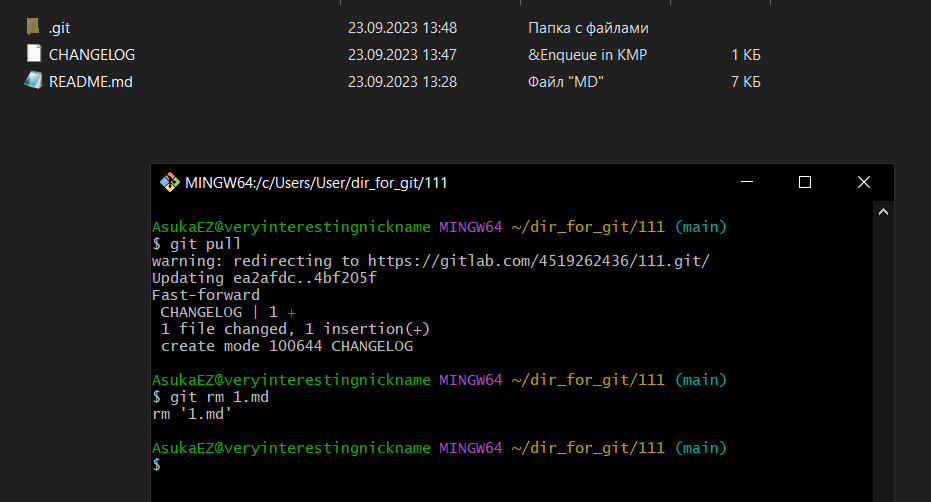 .git 23.09.2023 13:48 Папка с файлами
CHANGELOG 23.09.2023 13:47 &Enqueue in KMP 1 КБ
README.md 23.09.2023 13:28 Файл "MD" 7 КБ
MINGW64:/c/Users/User/dir_for_git/111
AsukaEZ@veryinterestingnickname MINGW64 ~/dir_for_git/111 (main)
$ git pull
warning: redirecting to https://gitlab.com/4519262436/111.git/
Updating ea2afdc..4bf205f
Fast-forward
CHANGELOG | 1 +
1 file changed, 1 insertion(+)
create mode 100644 CHANGELOG
AsukaEZ@veryinterestingnickname MINGW64 ~/dir_for_git/111 (main)
$ git rm 1.md
rm '1.md'
AsukaEZ@veryinterestingnickname MINGW64 ~/dir_for_git/111 (main)
$